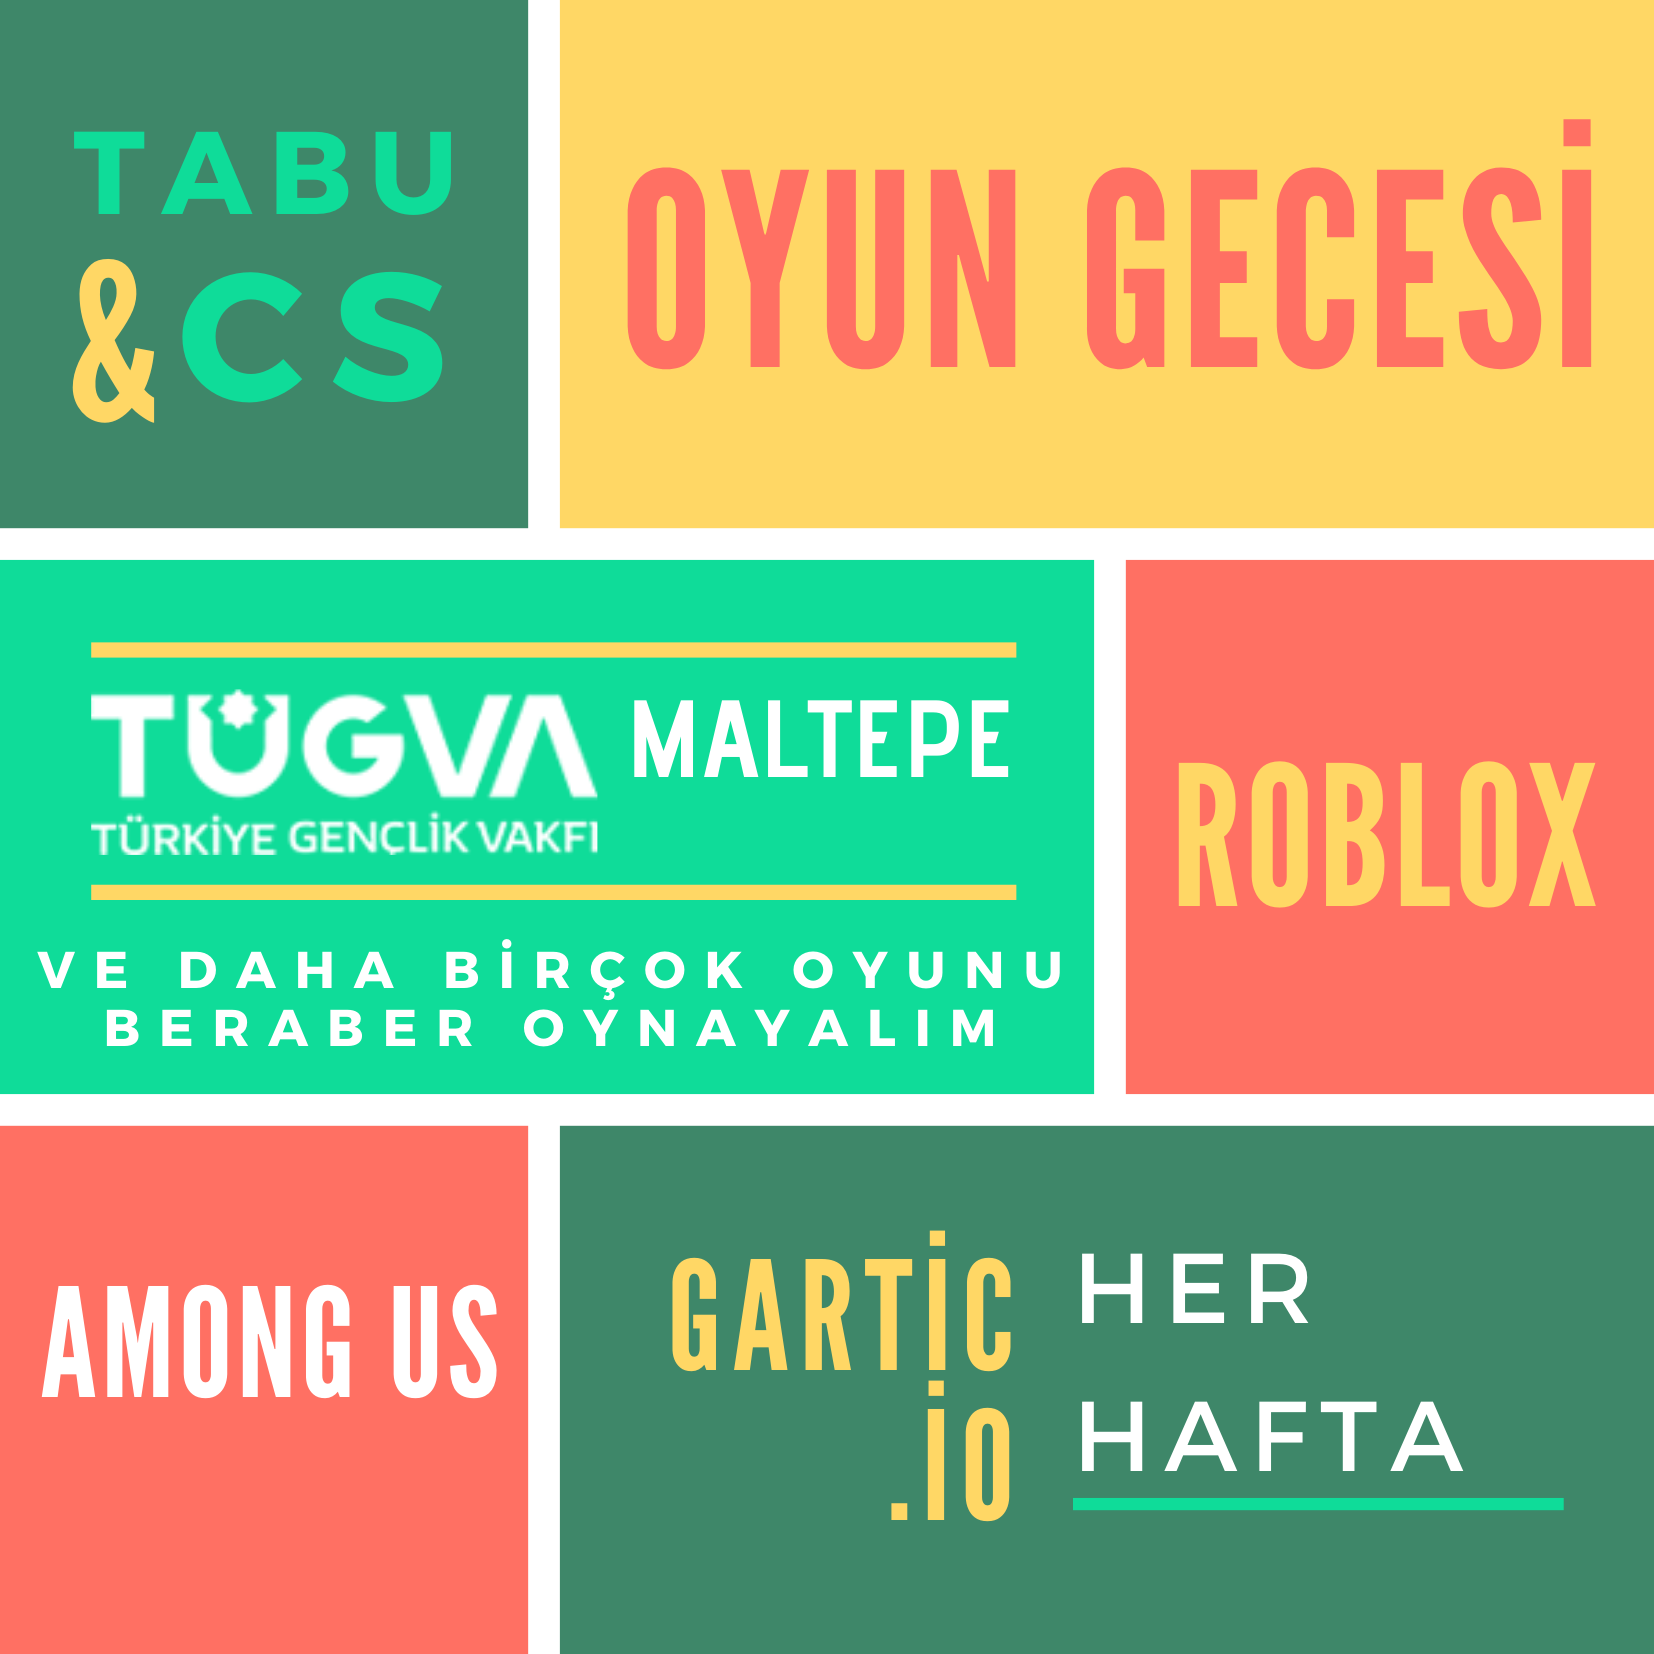 TABU
& CS
OYUN GECESİ
TÜGVA MALTEPE
TÜRKİYE GENÇLİK VAKFI
VE DAHA BİRÇOK OYUNU
BERABER OYNAYALIM
ROBLOX
AMONG US
GARTİC
.İO
HER
HAFTA